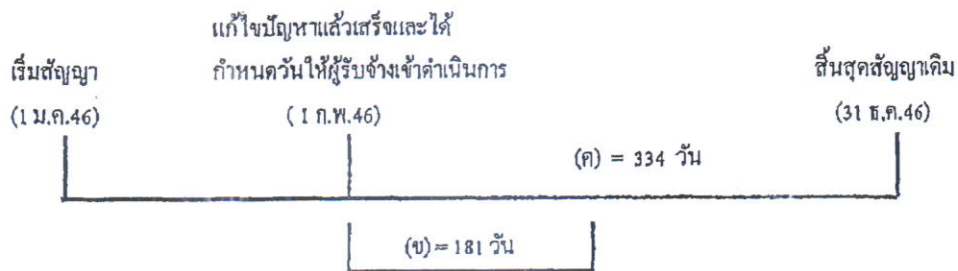 แก้ไขปัญหาแล้วเสร็จและได้
เริ่มสัญญา กำหนดวันให้ผู้รับจ้างเข้าดำเนินการ สิ้นสุดสัญญาเดิม
(1 ม.ค.46) (1 ก.พ.46) (31 ธ.ค.46)
(ค) = 334 วัน
(ข) = 181 วัน